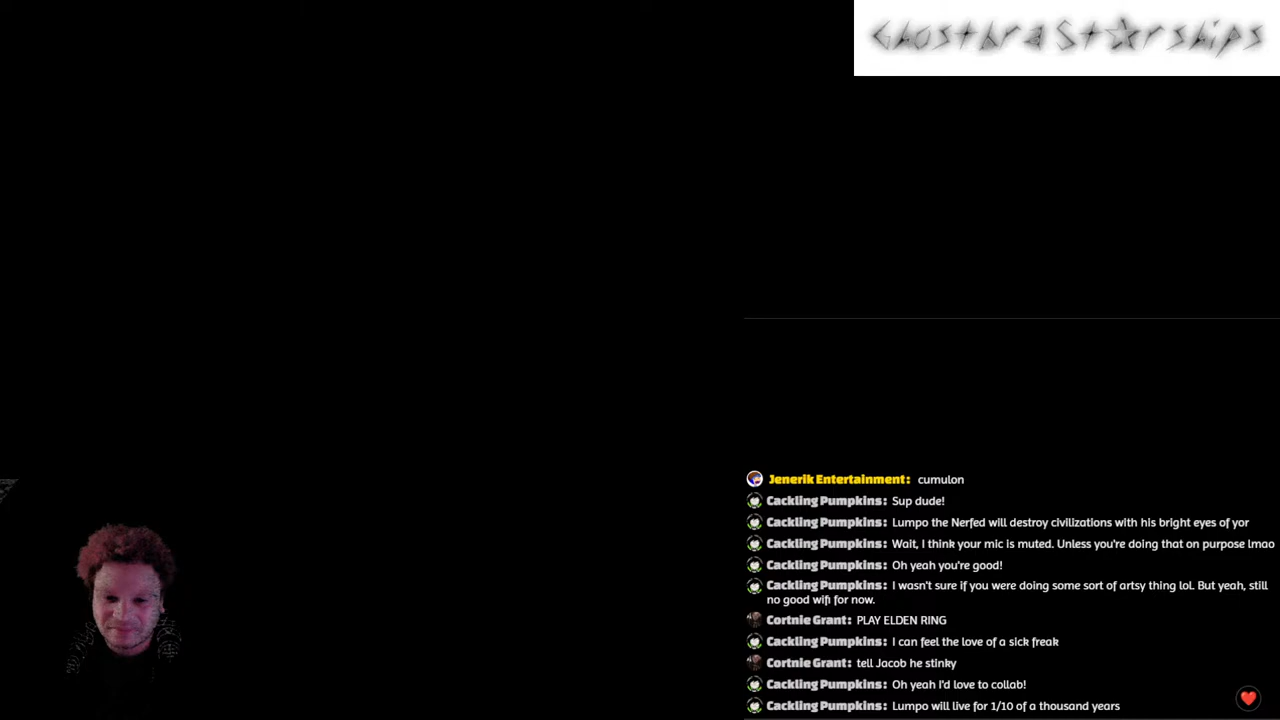 Ghostbra St☆rships
Jenerik Entertainment: cumulon
Cackling Pumpkins: Sup dude!
Cackling Pumpkins: Lumpo the Nerfed will destroy civilizations with his bright eyes of yor
Cackling Pumpkins: Wait, I think your mic is muted. Unless you're doing that on purpose lmao
Cackling Pumpkins: Oh yeah you're good!
Cackling Pumpkins: I wasn't sure if you were doing some sort of artsy thing lol. But yeah, still
no good wifi for now.
Cortnie Grant: PLAY ELDEN RING
Cackling Pumpkins: I can feel the love of a sick freak
Cortnie Grant: tell Jacob he stinky
Cackling Pumpkins: Oh yeah I'd love to collab!
Cackling Pumpkins: Lumpo will live for 1/10 of a thousand years